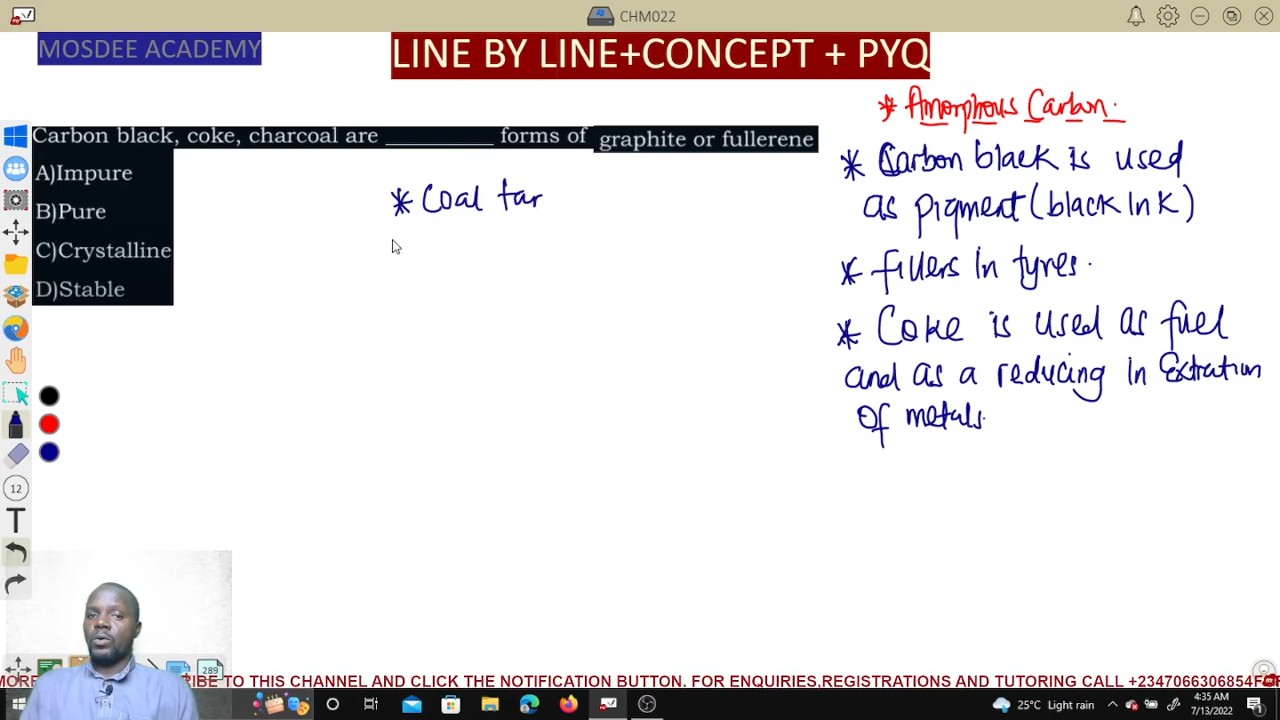 CHM022
MOSDEE ACADEMY
LINE BY LINE+CONCEPT + PYQ
* Amorphous Carbon.
Carbon black, coke, charcoal are __________ forms of graphite or fullerene
A)Impure
B)Pure
C)Crystalline
D)Stable
* Coal tar
* Carbon black is used
as pigment (black Ink)
* fillers In tyres.
* Coke is used as fuel
and as a reducing in Extration
Of metals.
12
T
289
IBE TO THIS CHANNEL AND CLICK THE NOTIFICATION BUTTON. FOR ENQUIRIES,REGISTRATIONS AND TUTORING CALL +2347066306854
25°C Light rain
4:35 AM
7/13/2022